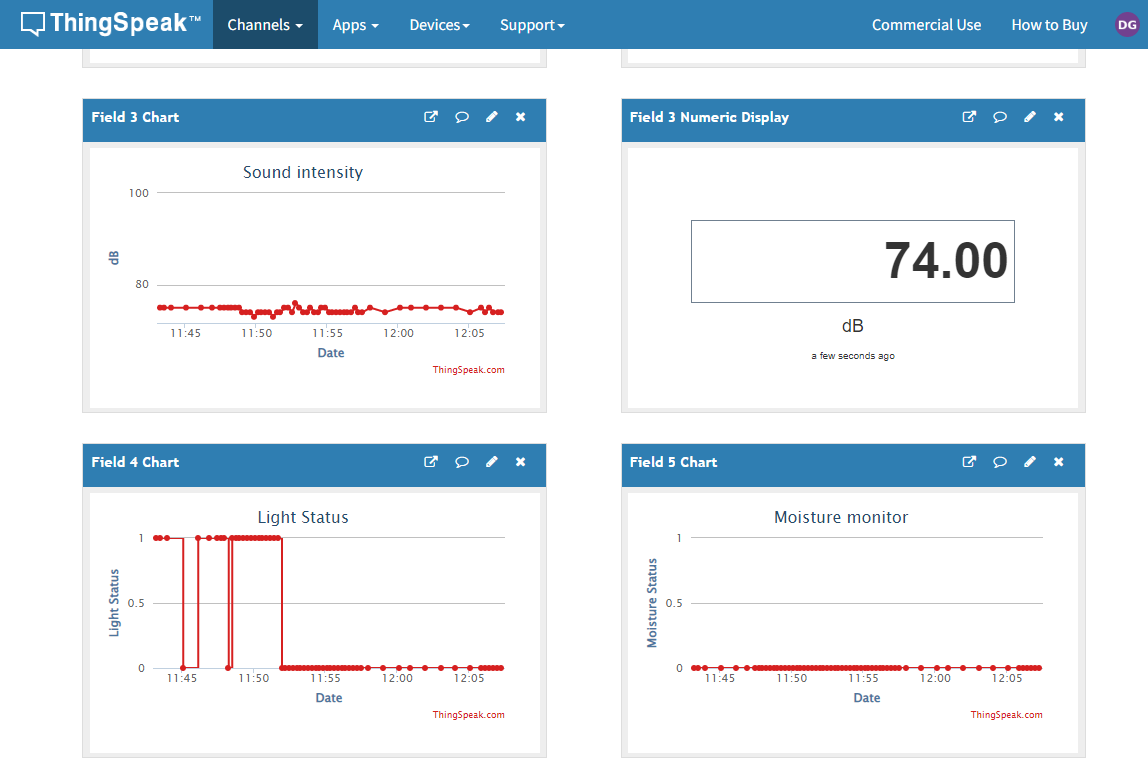 ThingSpeak™ Channels Apps Devices Support Commercial Use How to Buy DG
Field 3 Chart
Sound intensity
100
80
dB
11:45 11:50 11:55 12:00 12:05
Date
ThingSpeak.com
Field 3 Numeric Display
74.00
dB
a few seconds ago
Field 4 Chart
Light Status
1
0.5
0
Light Status
11:45 11:50 11:55 12:00 12:05
Date
ThingSpeak.com
Field 5 Chart
Moisture monitor
1
0.5
0
Moisture Status
11:45 11:50 11:55 12:00 12:05
Date
ThingSpeak.com